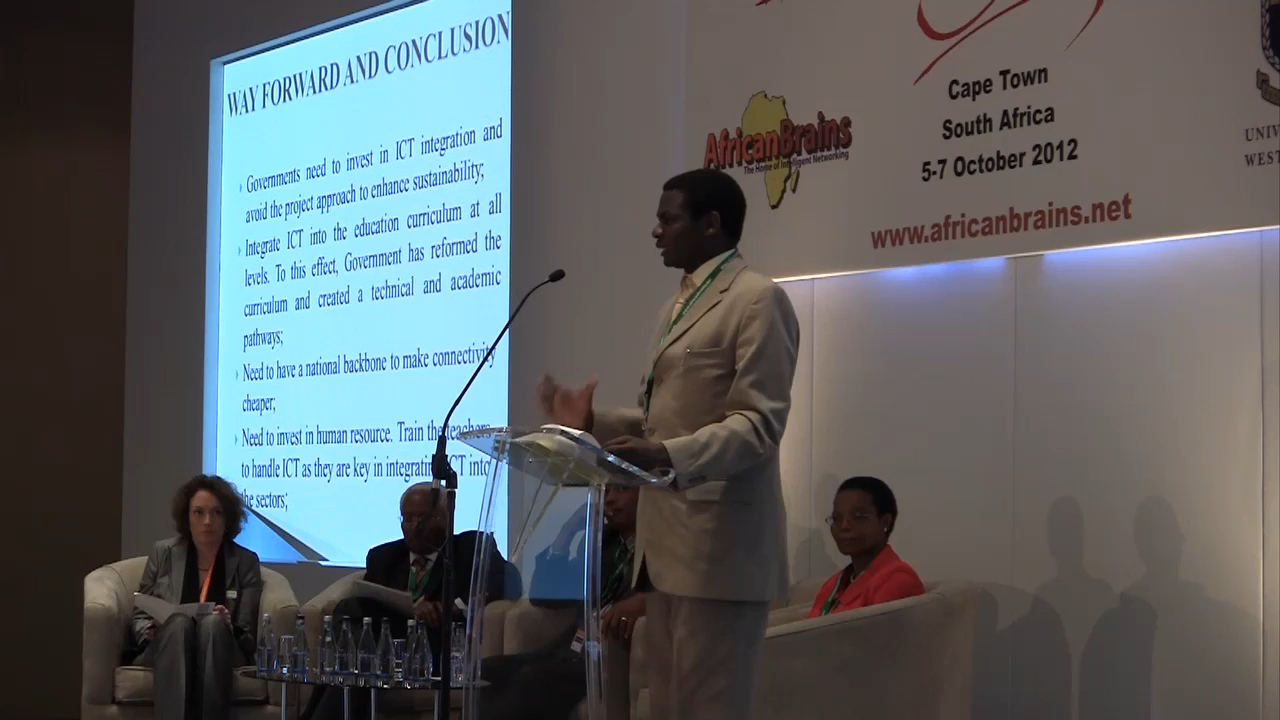 WAY FORWARD AND CONCLUSION
Governments need to invest in ICT integration and
avoid the project approach to enhance sustainability;
Integrate ICT into the education curriculum at all
levels. To this effect, Government has reformed the
curriculum and created a technical and academic
pathways;
Need to have a national backbone to make connectivity
cheaper;
Need to invest in human resource. Train the teachers
to handle ICT as they are key in integrating ICT into
the sectors;
AfricanBrains
The Home of Intelligent Networking
Cape Town
South Africa
5-7 October 2012
www.africanbrains.net
UNIV
WEST